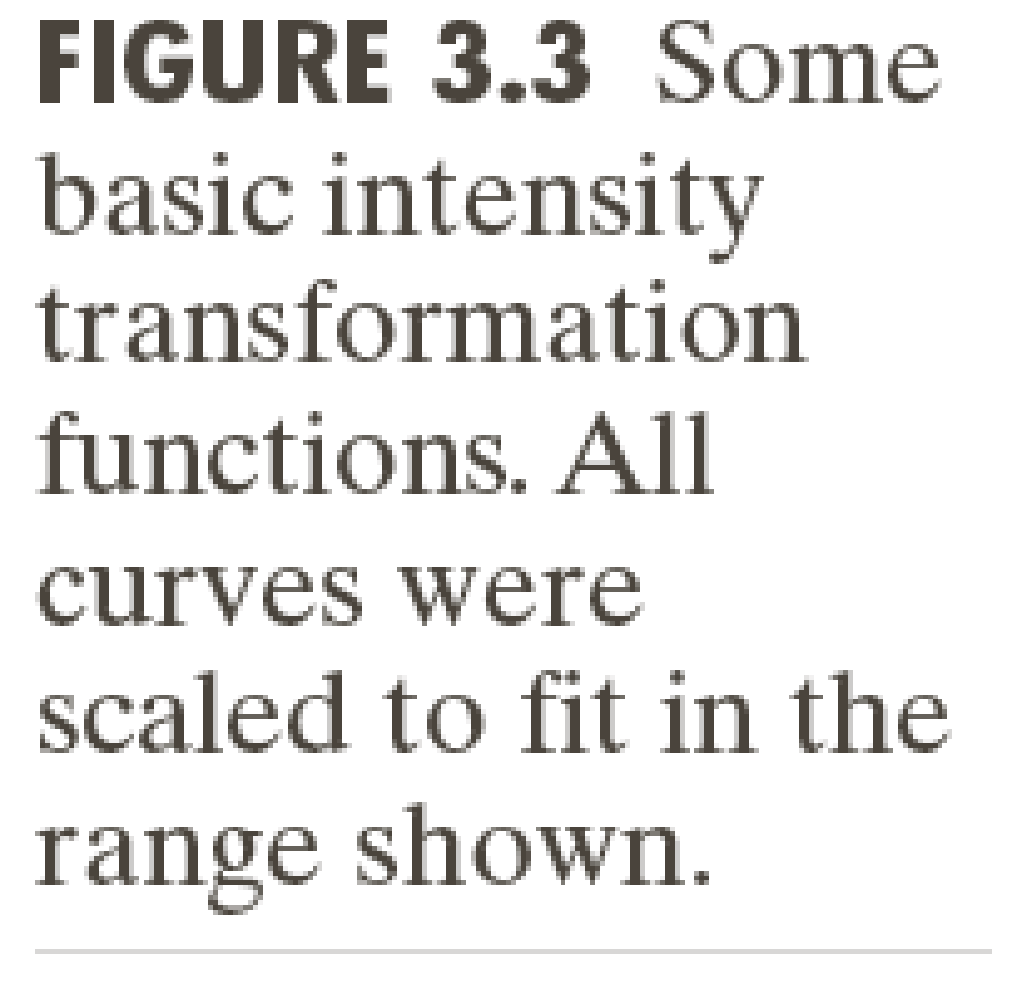 FIGURE 3.3 Some
basic intensity
transformation
functions. All
curves were
scaled to fit in the
range shown.